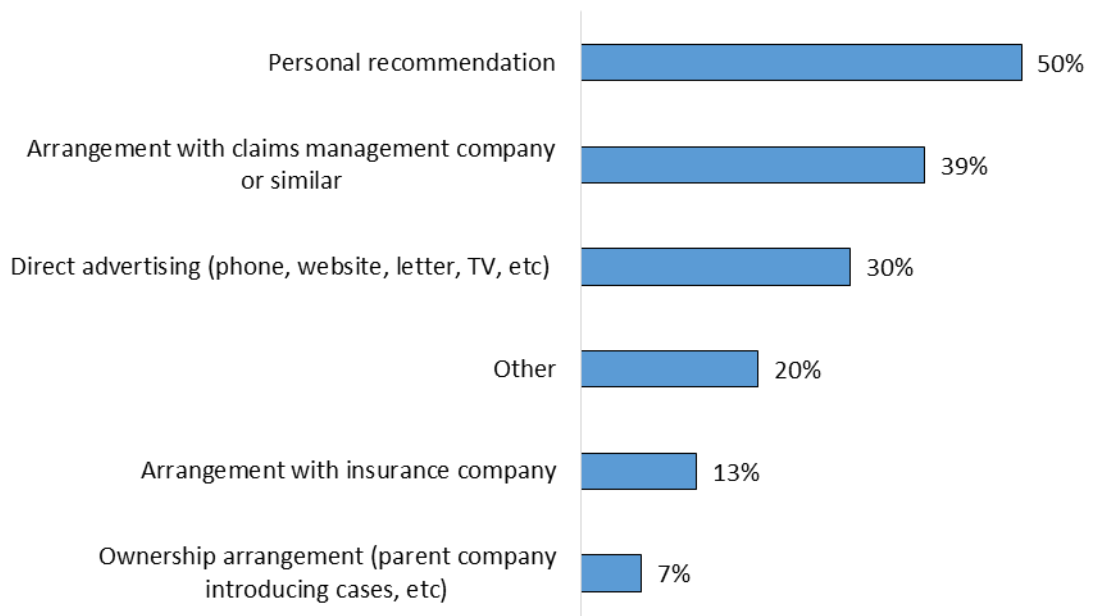 Personal recommendation
50%
Arrangement with claims management company
or similar
39%
Direct advertising (phone, website, letter, TV, etc)
30%
Other
20%
Arrangement with insurance company
13%
Ownership arrangement (parent company
introducing cases, etc)
7%